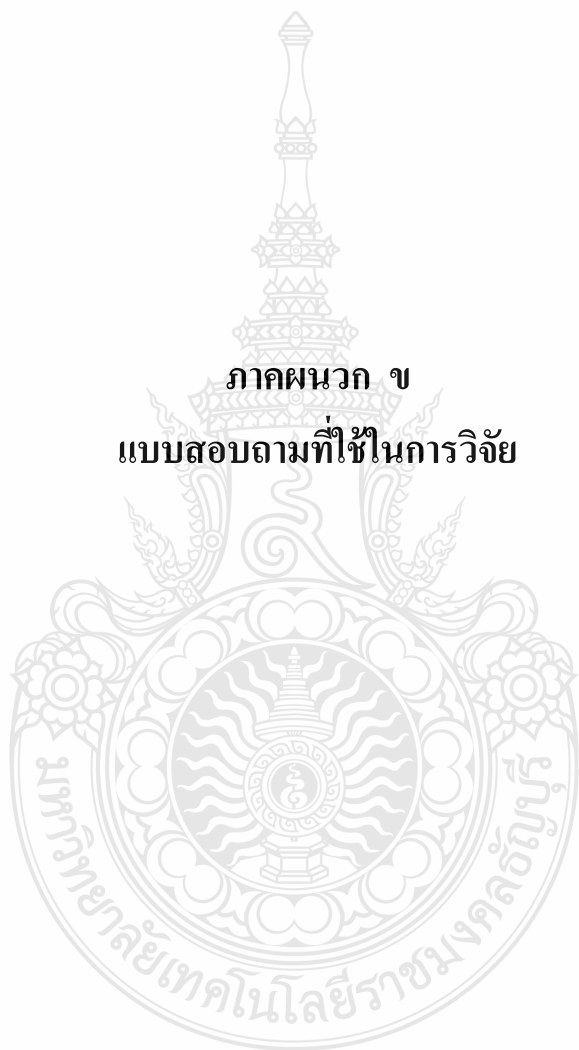 ภาคผนวก ข
แบบสอบถามที่ใช้ในการวิจัย
มหาวิทยาลัยเทคโนโลยีราชมงคลธัญบุรี